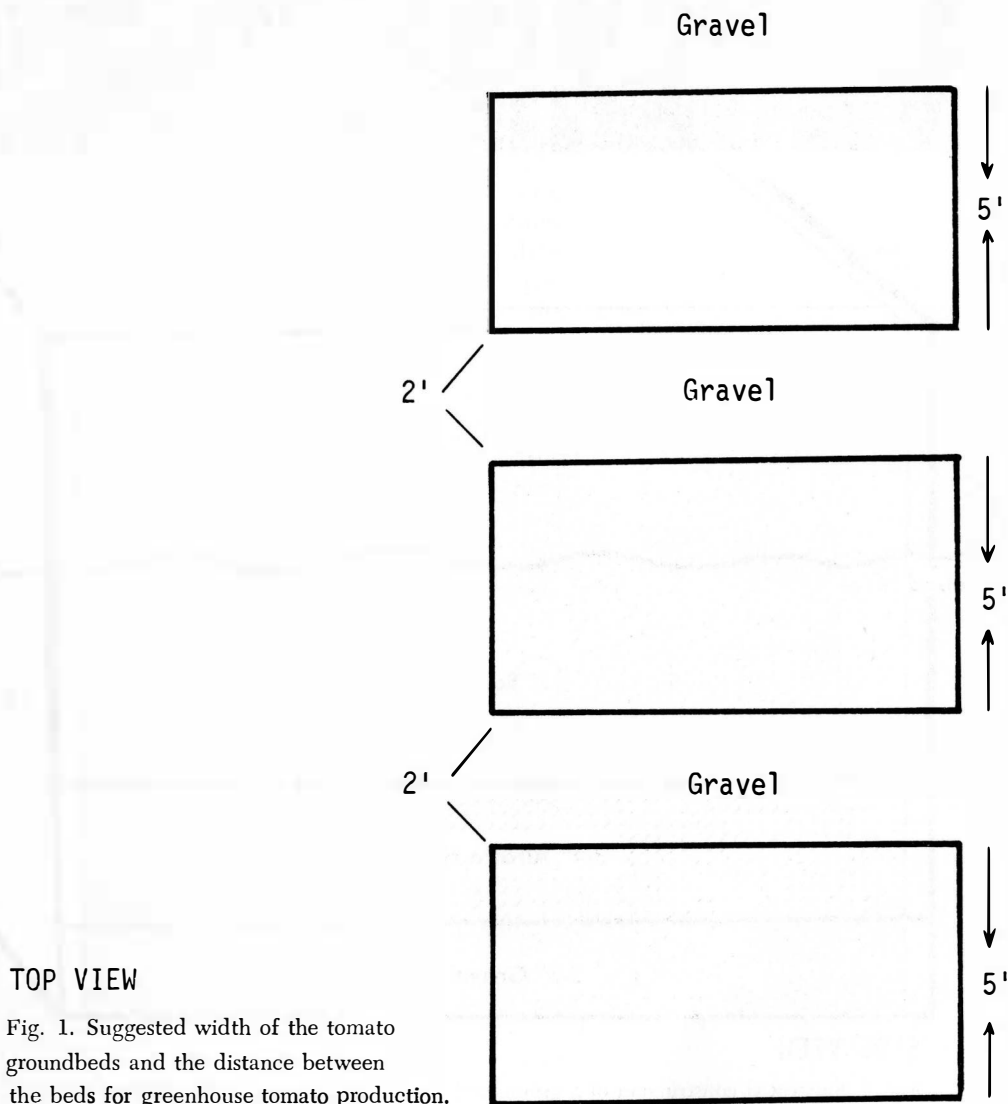 Gravel
5'
2'
Gravel
5'
2'
Gravel
TOP VIEW
5'
Fig. 1. Suggested width of the tomato
groundbeds and the distance between
the beds for greenhouse tomato production.